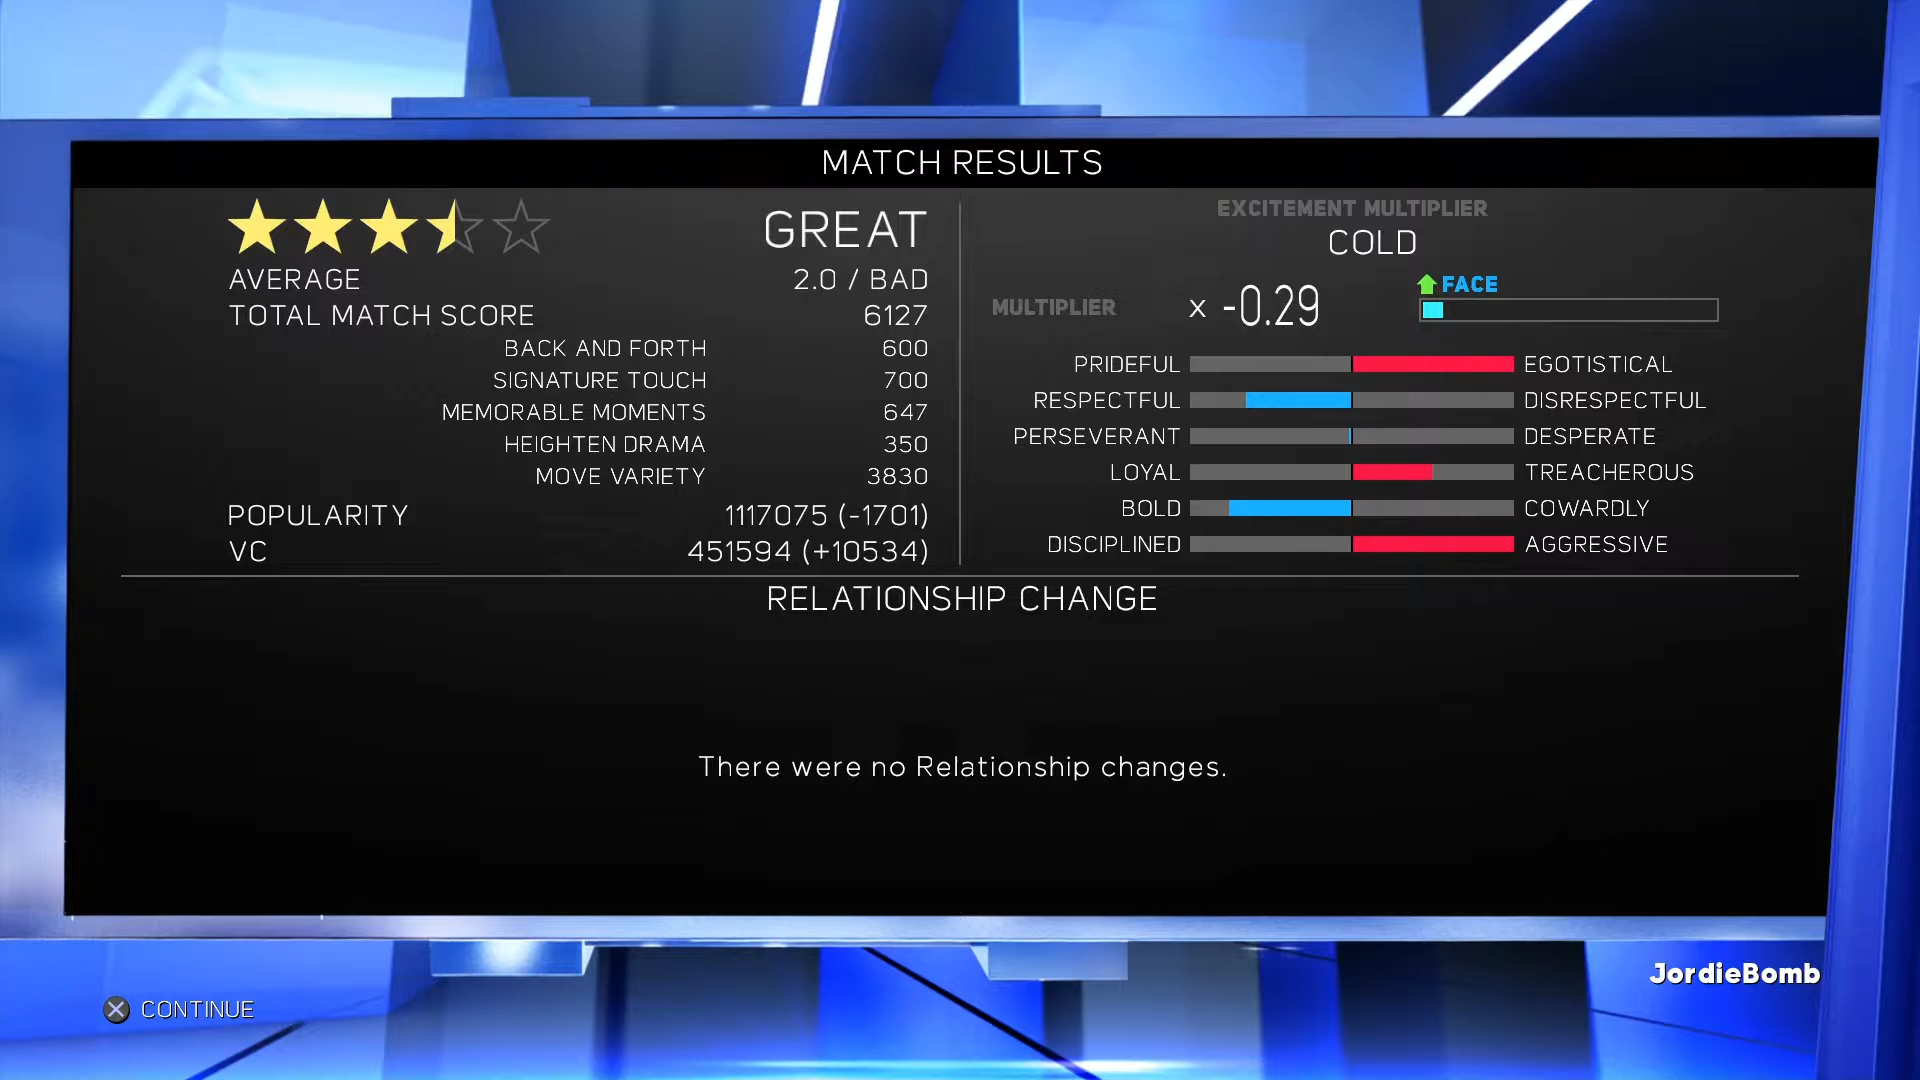 MATCH RESULTS
GREAT
AVERAGE 2.0 / BAD
TOTAL MATCH SCORE 6127
BACK AND FORTH 600
SIGNATURE TOUCH 700
MEMORABLE MOMENTS 647
HEIGHTEN DRAMA 350
MOVE VARIETY 3830
POPULARITY 1117075 (-1701)
VC 451594 (+10534)
EXCITEMENT MULTIPLIER
COLD
FACE
MULTIPLIER x -0.29
PRIDEFUL EGOTISTICAL
RESPECTFUL DISRESPECTFUL
PERSEVERANT DESPERATE
LOYAL TREACHEROUS
BOLD COWARDLY
DISCIPLINED AGGRESSIVE
RELATIONSHIP CHANGE
There were no Relationship changes.
JordieBomb
CONTINUE